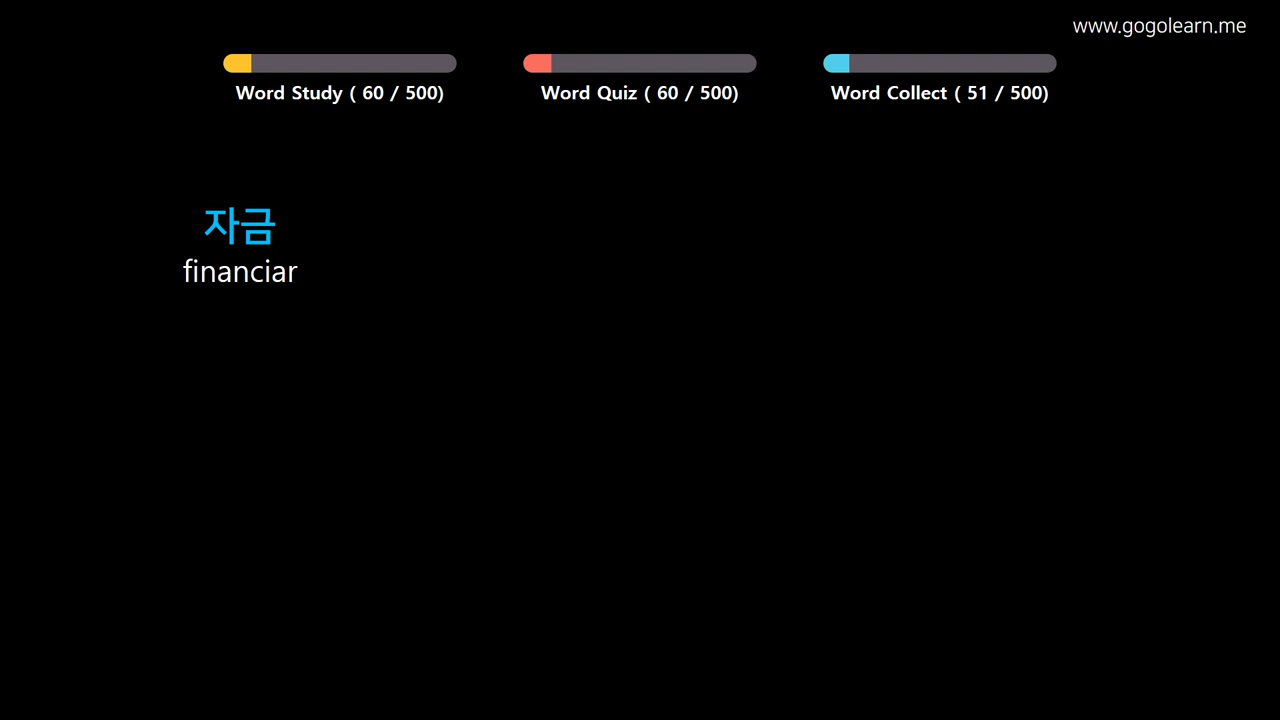 www.gogolearn.me
Word Study ( 60 / 500)
Word Quiz ( 60 / 500)
Word Collect ( 51 / 500)
자금
financiar